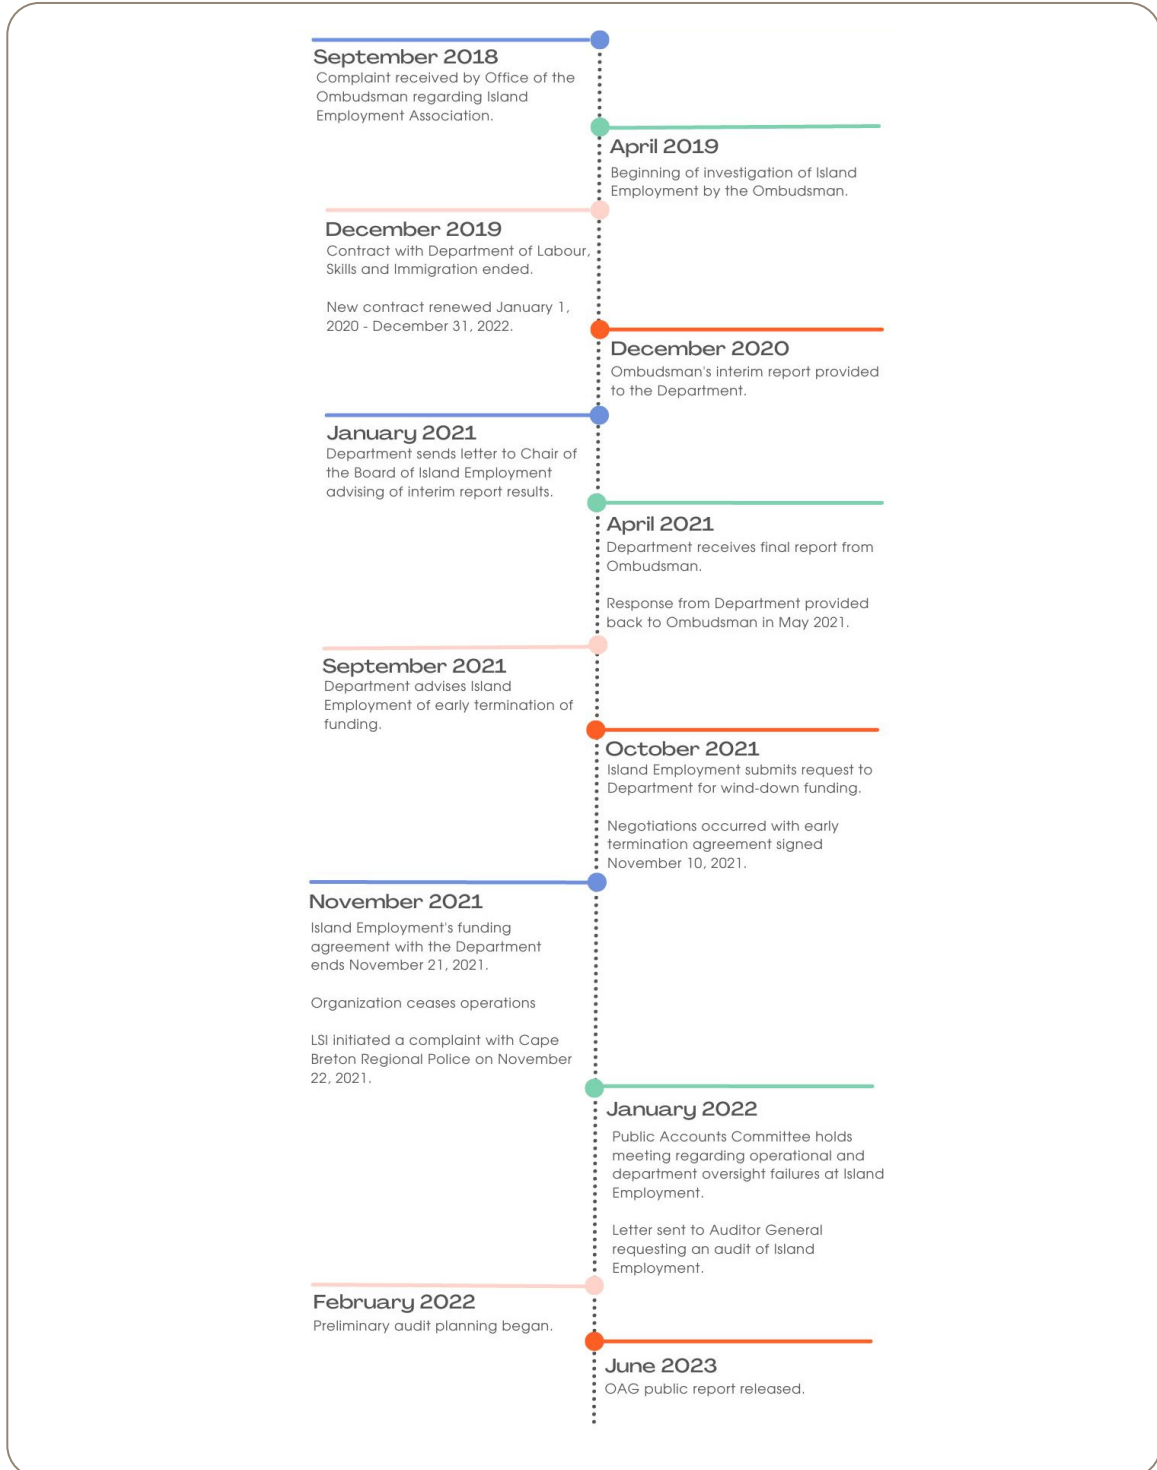 September 2018
Complaint received by Office of the
Ombudsman regarding Island
Employment Association.
April 2019
Beginning of investigation of Island
Employment by the Ombudsman.
December 2019
Contract with Department of Labour,
Skills and Immigration ended.
New contract renewed January 1,
2020 - December 31, 2022.
December 2020
Ombudsman's interim report provided
to the Department.
January 2021
Department sends letter to Chair of
the Board of Island Employment
advising of interim report results.
April 2021
Department receives final report from
Ombudsman.
Response from Department provided
back to Ombudsman in May 2021.
September 2021
Department advises Island
Employment of early termination of
funding.
October 2021
Island Employment submits request to
Department for wind-down funding.
Negotiations occurred with early
termination agreement signed
November 10, 2021.
November 2021
Island Employment's funding
agreement with the Department
ends November 21, 2021.
Organization ceases operations
LSI initiated a complaint with Cape
Breton Regional Police on November
22, 2021.
January 2022
Public Accounts Committee holds
meeting regarding operational and
department oversight failures at Island
Employment.
Letter sent to Auditor General
requesting an audit of Island
Employment.
February 2022
Preliminary audit planning began.
June 2023
OAG public report released.